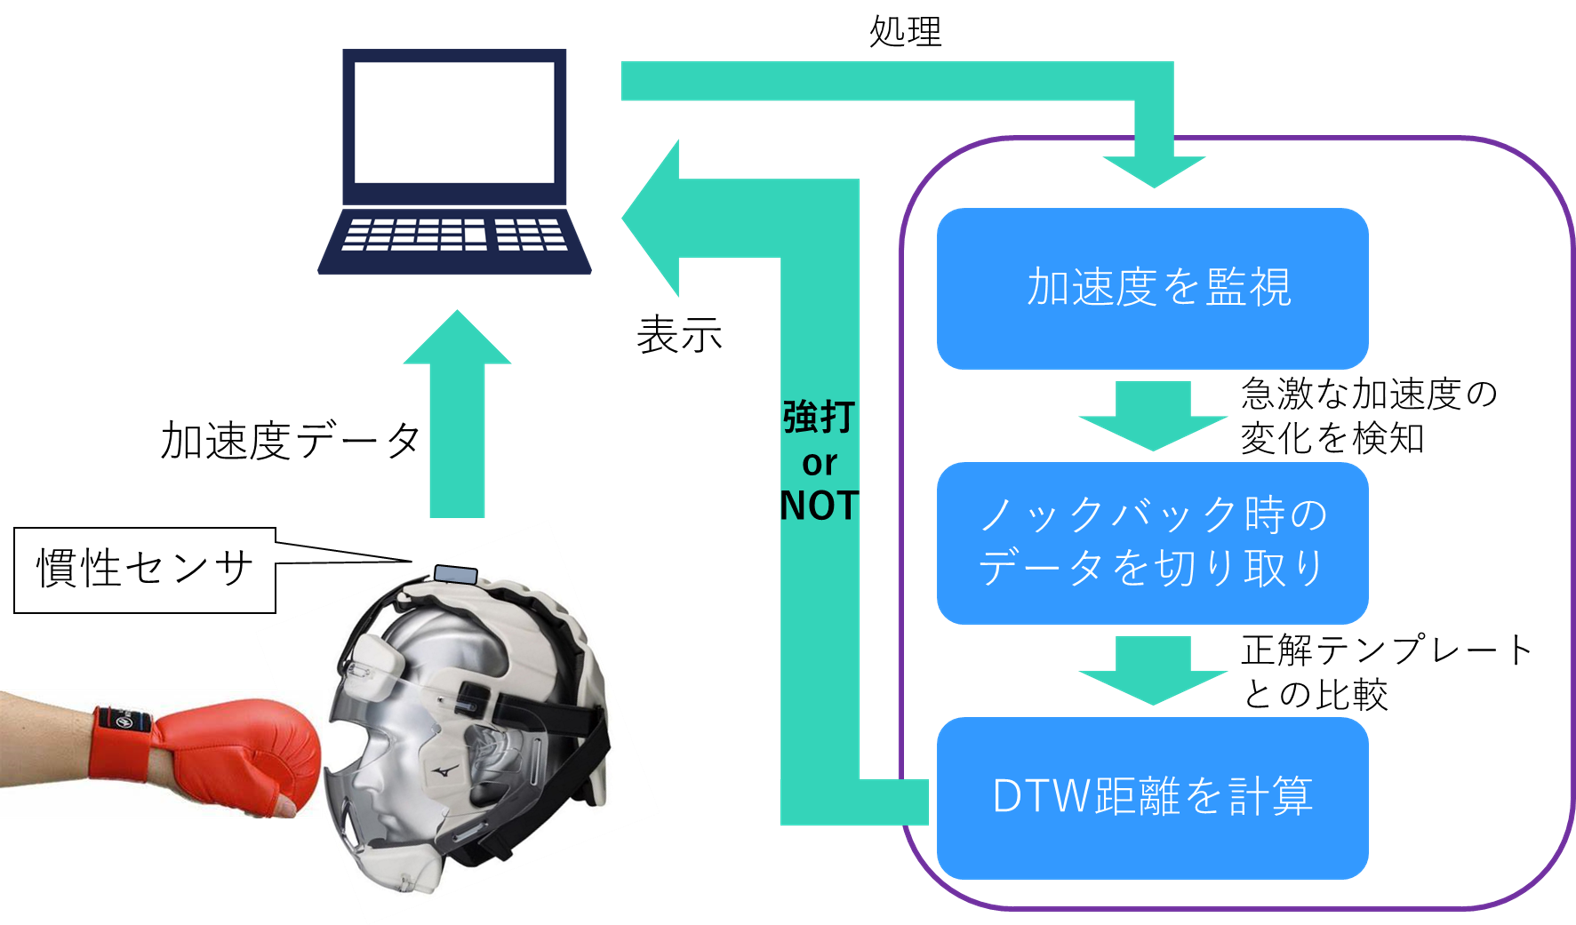 処理
加速度を監視
表示
急激な加速度の
変化を検知
強打
or
NOT
加速度データ
ノックバック時の
データを切り取り
慣性センサ
正解テンプレート
との比較
DTW距離を計算